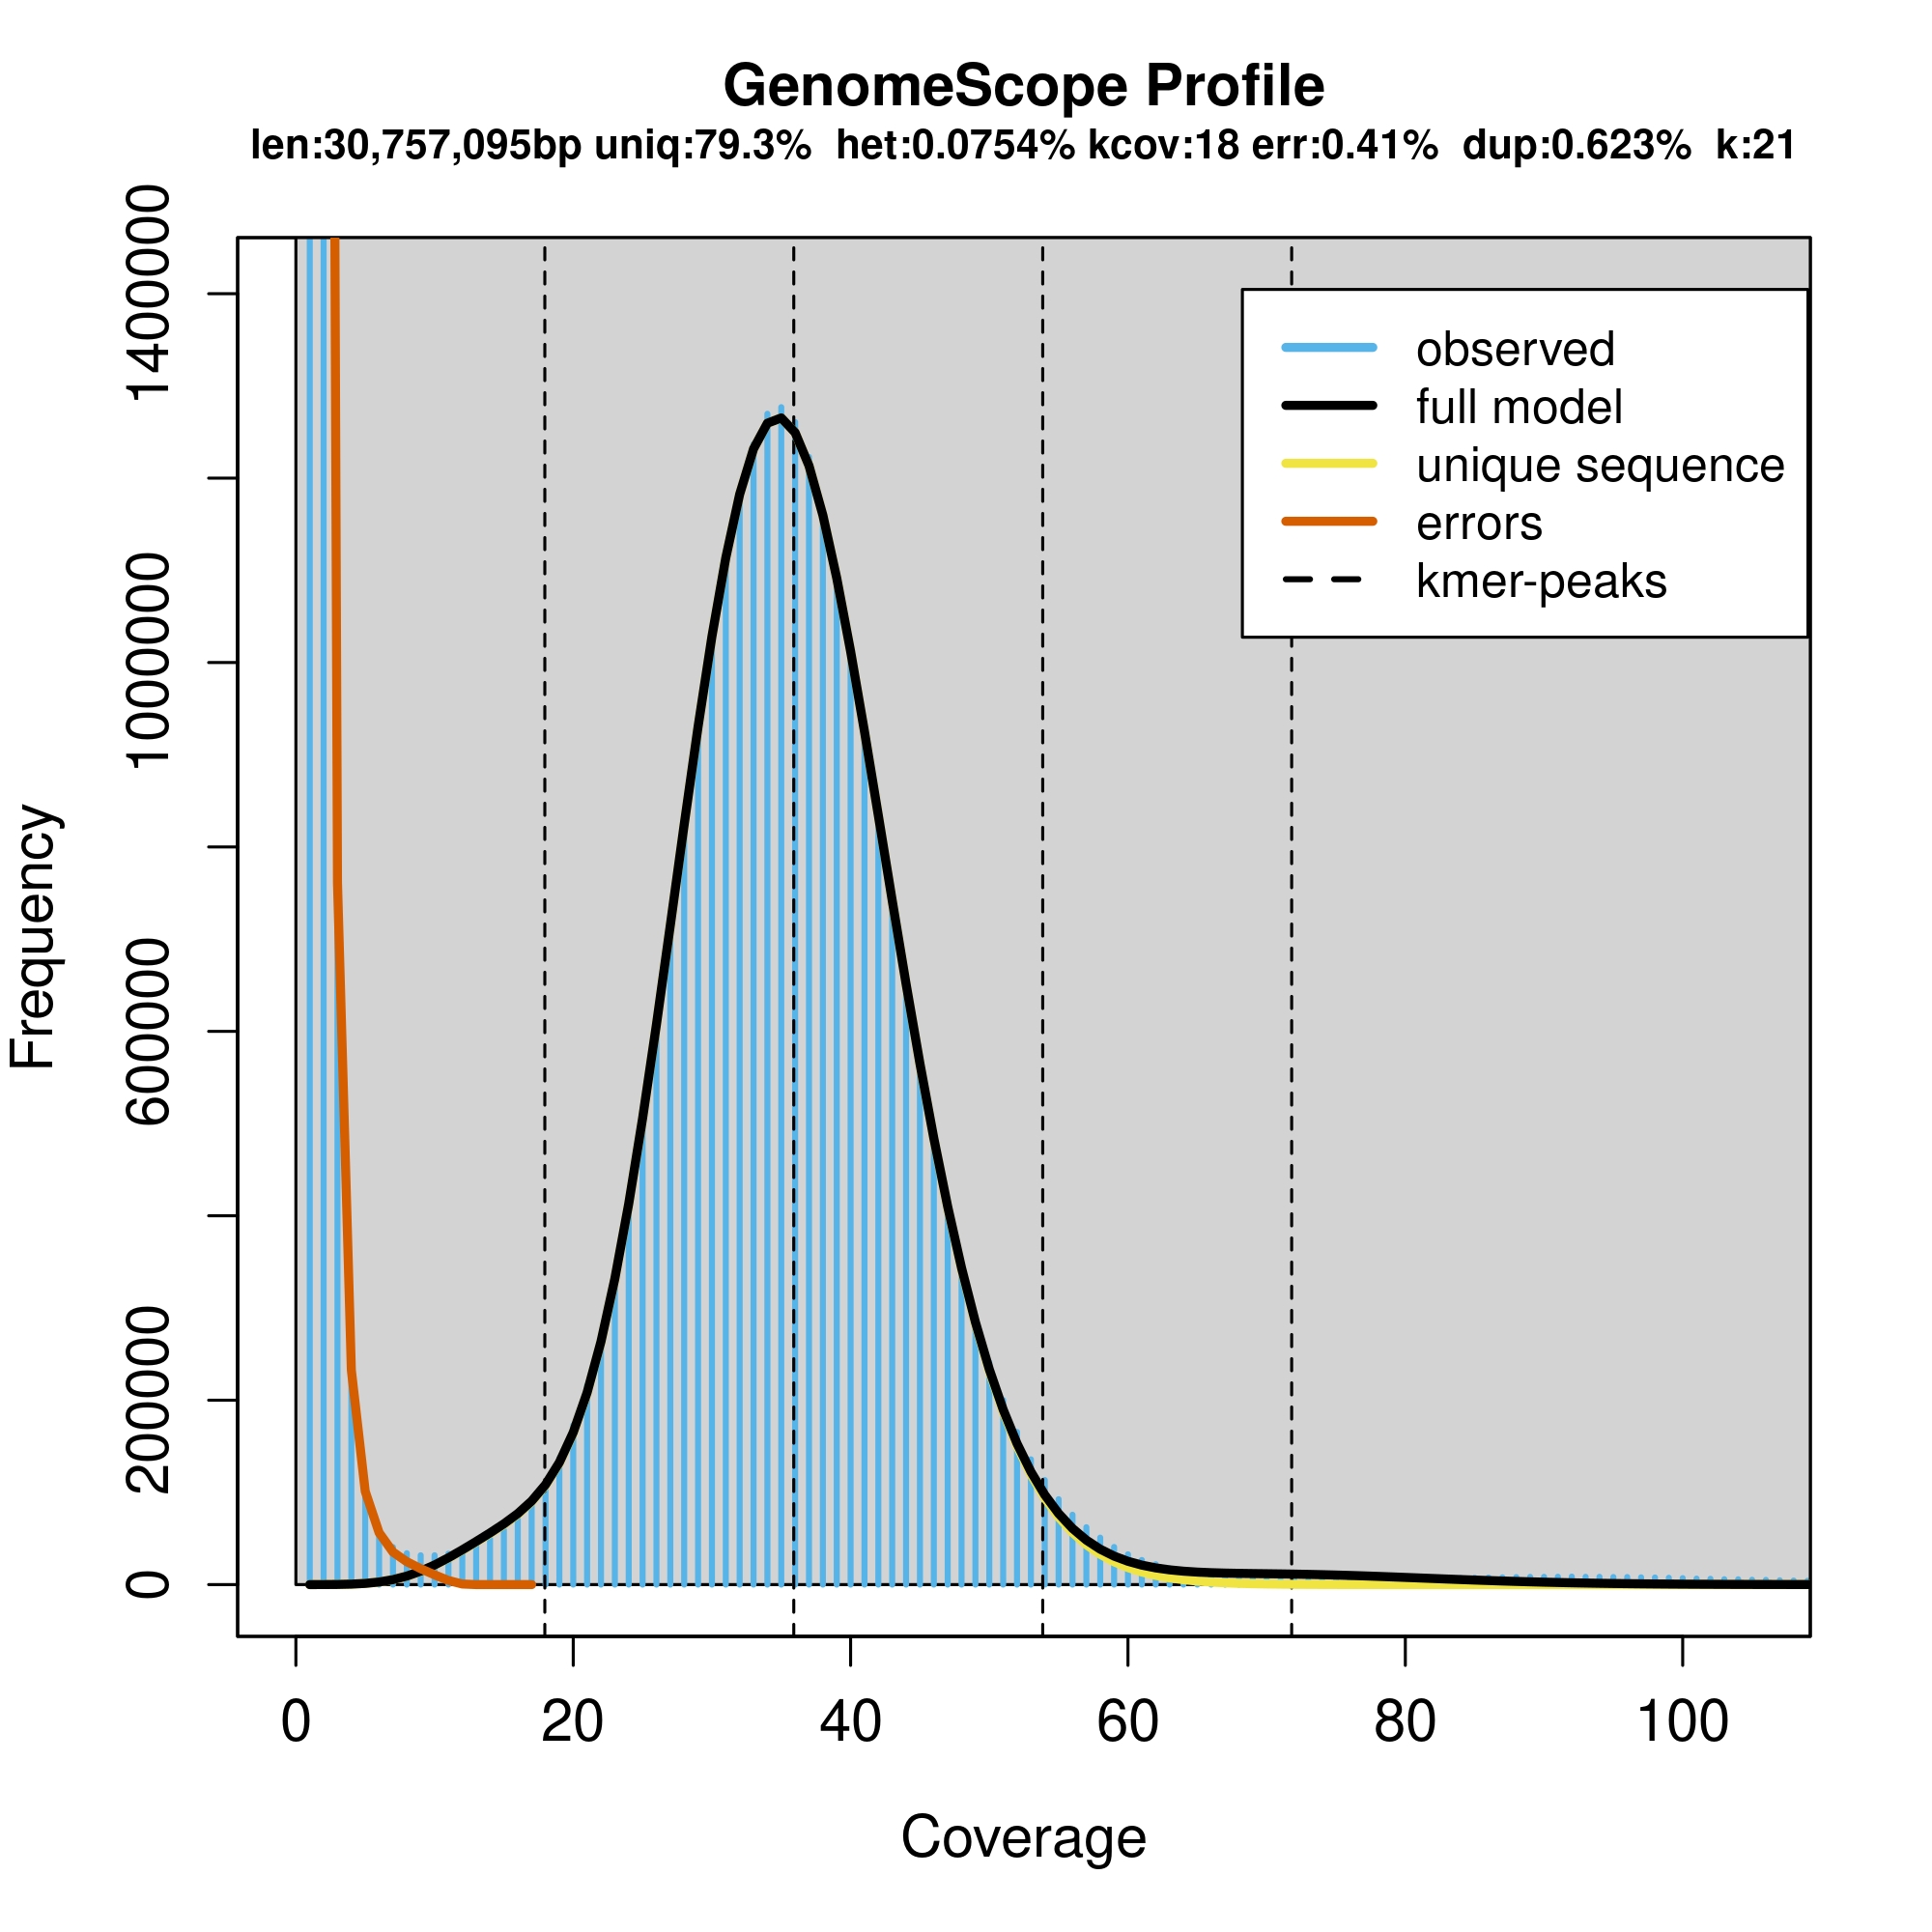 GenomeScope Profile
len:30,757,095bp uniq:79.3% het:0.0754% kcov:18 err:0.41% dup:0.623% k:21
Frequency
1400000
1000000
600000
200000
0
observed
full model
unique sequence
errors
kmer-peaks
0 20 40 60 80 100
Coverage